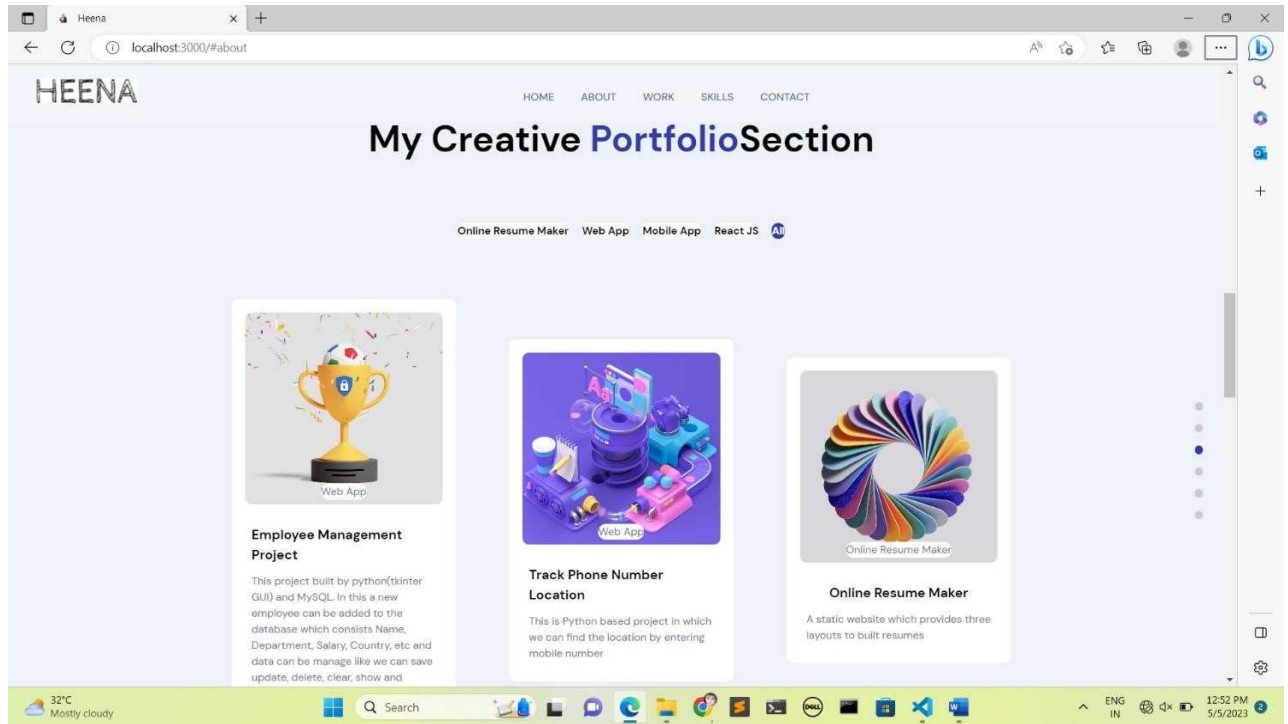 Heena
localhost:3000/#about
HEENA
HOME ABOUT WORK SKILLS CONTACT
My Creative PortfolioSection
Online Resume Maker Web App Mobile App React JS All
Web App
Employee Management
Project
This project built by python(tkinter
GUI) and MySQL. In this a new
employee can be added to the
database which consists Name,
Department, Salary, Country, etc and
data can be manage like we can save
update, delete, clear, show and
Web App
Track Phone Number
Location
This is Python based project in which
we can find the location by entering
mobile number
Online Resume Maker
Online Resume Maker
A static website which provides three
layouts to built resumes
32°C
Mostly cloudy
Search
DELL
ENG
IN
12:52 PM
5/5/2023
2